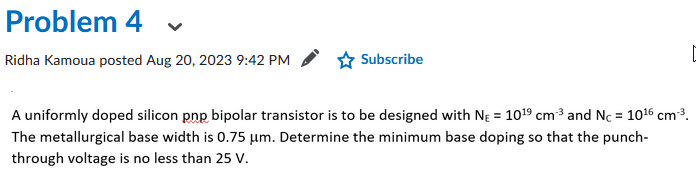 Problem 4
Ridha Kamoua posted Aug 20, 2023 9:42 PM Subscribe
A uniformly doped silicon pnp bipolar transistor is to be designed with N_E = 10¹⁹ cm⁻³ and N_C = 10¹⁶ cm⁻³.
The metallurgical base width is 0.75 μm. Determine the minimum base doping so that the punch-
through voltage is no less than 25 V.